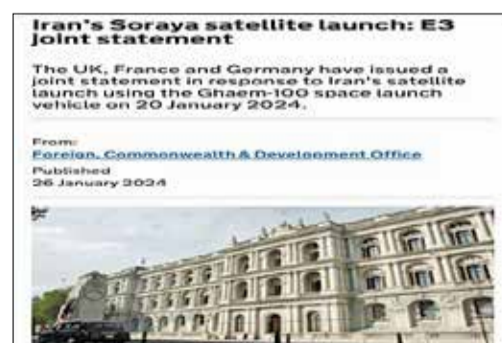 Iran's Soraya satellite launch: E3
joint statement
The UK, France and Germany have issued a
joint statement in response to Iran's satellite
launch using the Ghaem-100 space launch
vehicle on 20 January 2024.
From:
Foreign, Commonwealth & Development Office
Published
26 January 2024